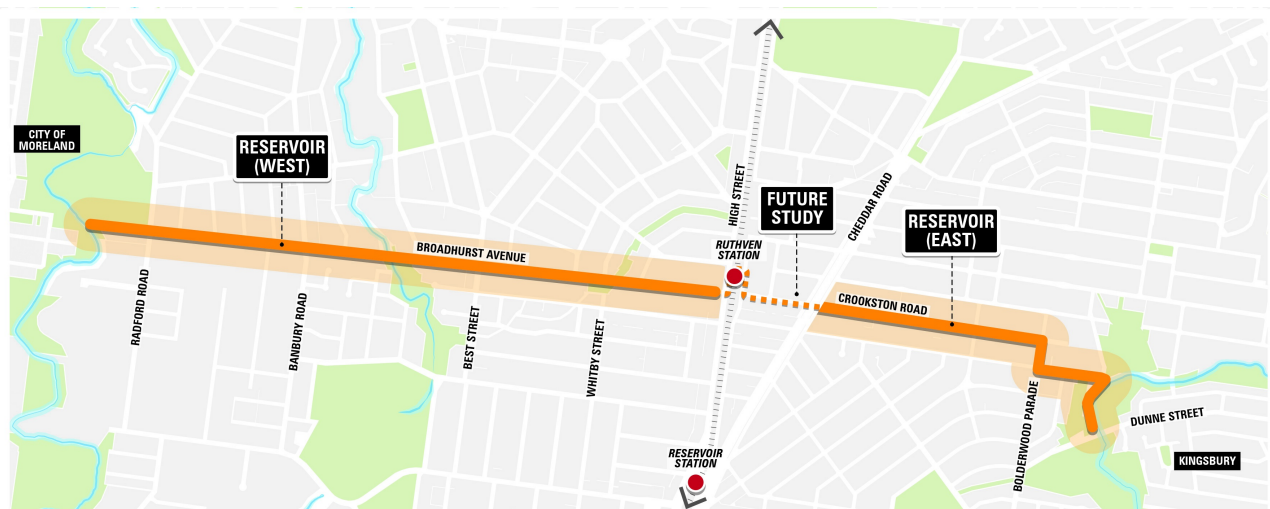 CITY OF
MORELAND
RESERVOIR
(WEST)
RADFORD ROAD
BANBURY ROAD
BROADHURST AVENUE
BEST STREET
WHITBY STREET
HIGH STREET
RUTHVEN
STATION
RESERVOIR
STATION
FUTURE
STUDY
CHEDDAR ROAD
RESERVOIR
(EAST)
CROOKSTON ROAD
BOLDERWOOD PARADE
DUNNE STREET
KINGSBURY